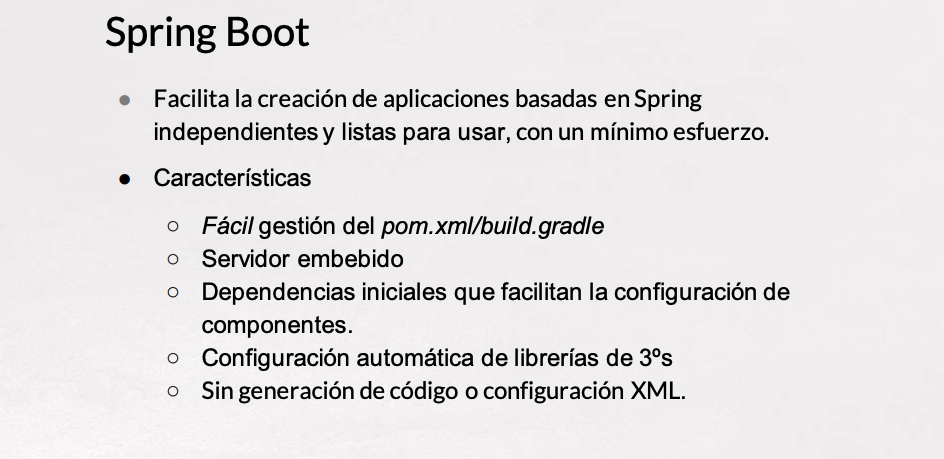 Spring Boot
● Facilita la creación de aplicaciones basadas en Spring
independientes y listas para usar, con un mínimo esfuerzo.
● Características
○ Fácil gestión del pom.xml/build.gradle
○ Servidor embebido
○ Dependencias iniciales que facilitan la configuración de
componentes.
○ Configuración automática de librerías de 3ºs
○ Sin generación de código o configuración XML.